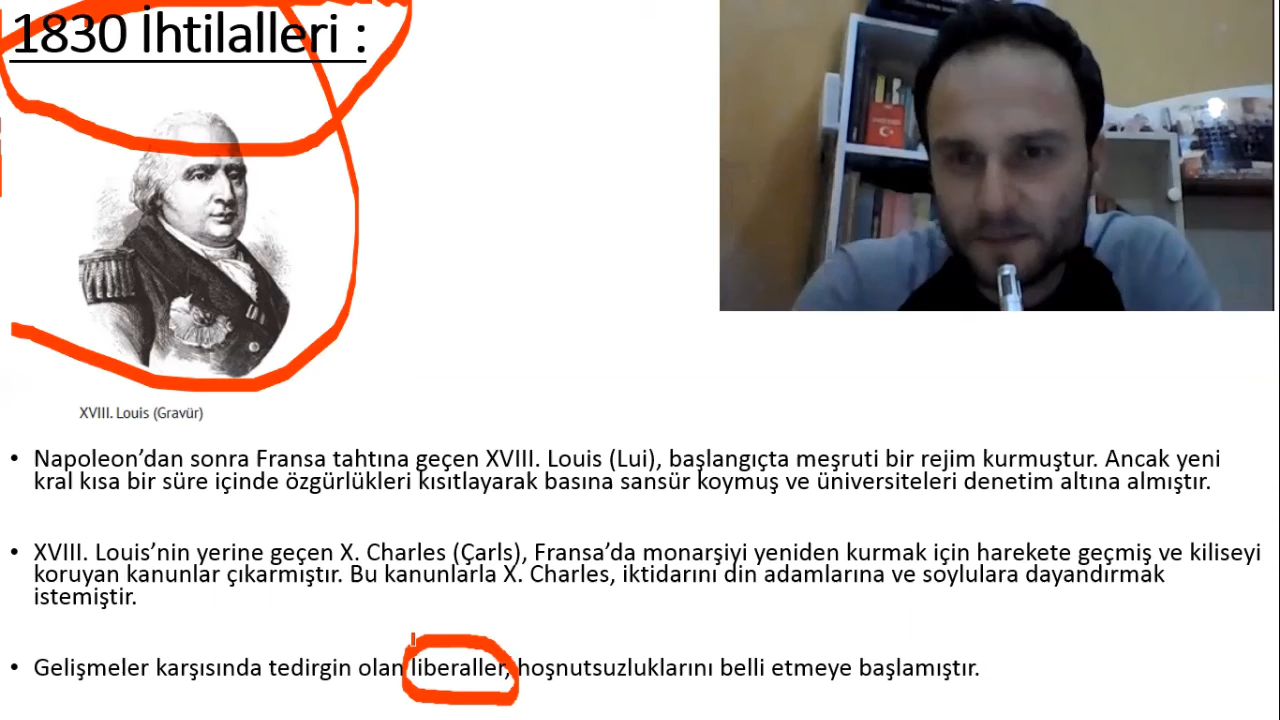 1830 İhtilalleri :
XVIII. Louis (Gravür)
• Napoleon’dan sonra Fransa tahtına geçen XVIII. Louis (Lui), başlangıçta meşruti bir rejim kurmuştur. Ancak yeni
kral kısa bir süre içinde özgürlükleri kısıtlayarak basına sansür koymuş ve üniversiteleri denetim altına almıştır.
• XVIII. Louis’nin yerine geçen X. Charles (Çarls), Fransa’da monarşiyi yeniden kurmak için harekete geçmiş ve kiliseyi
koruyan kanunlar çıkarmıştır. Bu kanunlarla X. Charles, iktidarını din adamlarına ve soylulara dayandırmak
istemiştir.
• Gelişmeler karşısında tedirgin olan liberaller, hoşnutsuzluklarını belli etmeye başlamıştır.